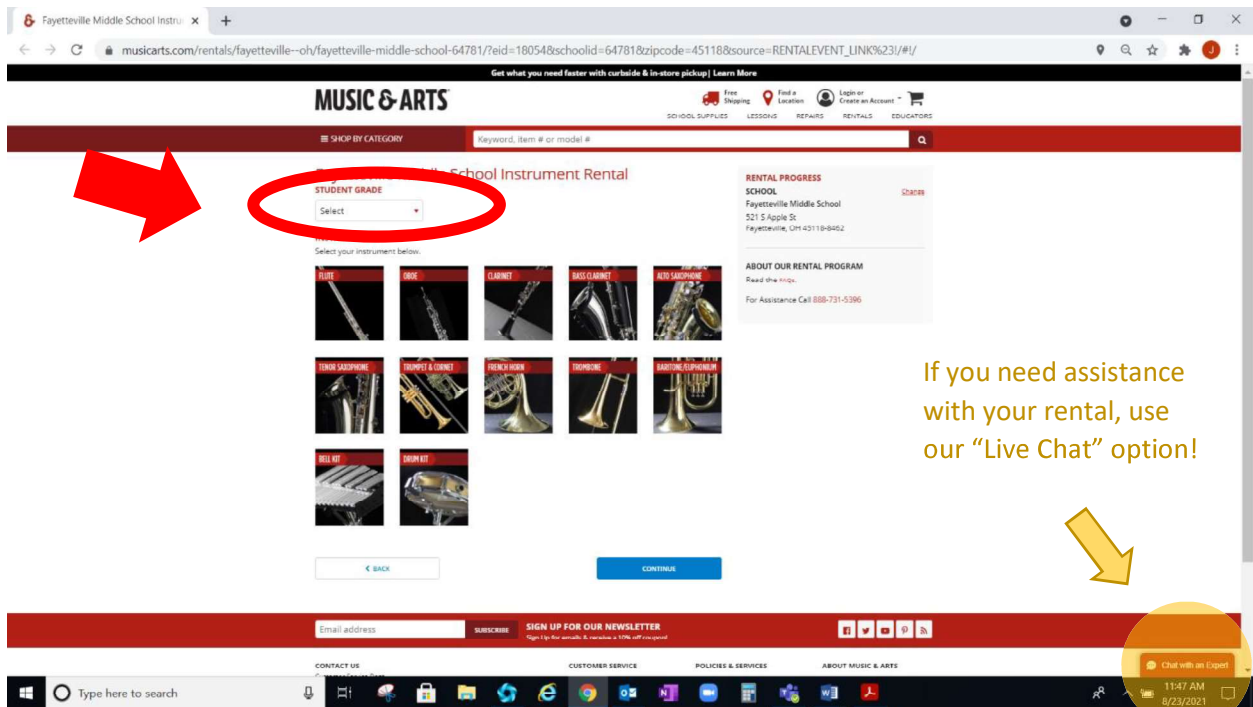 Fayetteville Middle School Instru
musicarts.com/rentals/fayetteville--oh/fayetteville-middle-school-64781/?eid=18054&schoolid=64781&zipcode=45118&source=RENTALEVENT_LINK%23!/#!/
J
Get what you need faster with curbside & in-store pickup| Learn More
MUSIC & ARTS
Free Shipping
Find a Location
Login or Create an Account
SCHOOL SUPPLIES LESSONS REPAIRS RENTALS EDUCATORS
SHOP BY CATEGORY
Keyword, Item # or model #
School Instrument Rental
STUDENT GRADE
Select
Select your instrument below.
FLUTE OBOE CLARINET BASS CLARINET ALTO SAXOPHONE
TENOR SAXOPHONE TRUMPET & CORNET FRENCH HORN TROMBONE BARITONE/EUPHONIUM
BELL KIT DRUM KIT
BACK
CONTINUE
RENTAL PROGRESS
SCHOOL Change
Fayetteville Middle School
521 S Apple St
Fayetteville, OH 45118-8462
ABOUT OUR RENTAL PROGRAM
Read the FAQs.
For Assistance Call 888-731-5396
If you need assistance
with your rental, use
our “Live Chat” option!
Email address
SUBSCRIBE
SIGN UP FOR OUR NEWSLETTER
Sign Up for emails & receive a 10% off coupon!
CONTACT US CUSTOMER SERVICE POLICIES & SERVICES ABOUT MUSIC & ARTS
Chat with an Expert
Type here to search
11:47 AM
8/23/2021